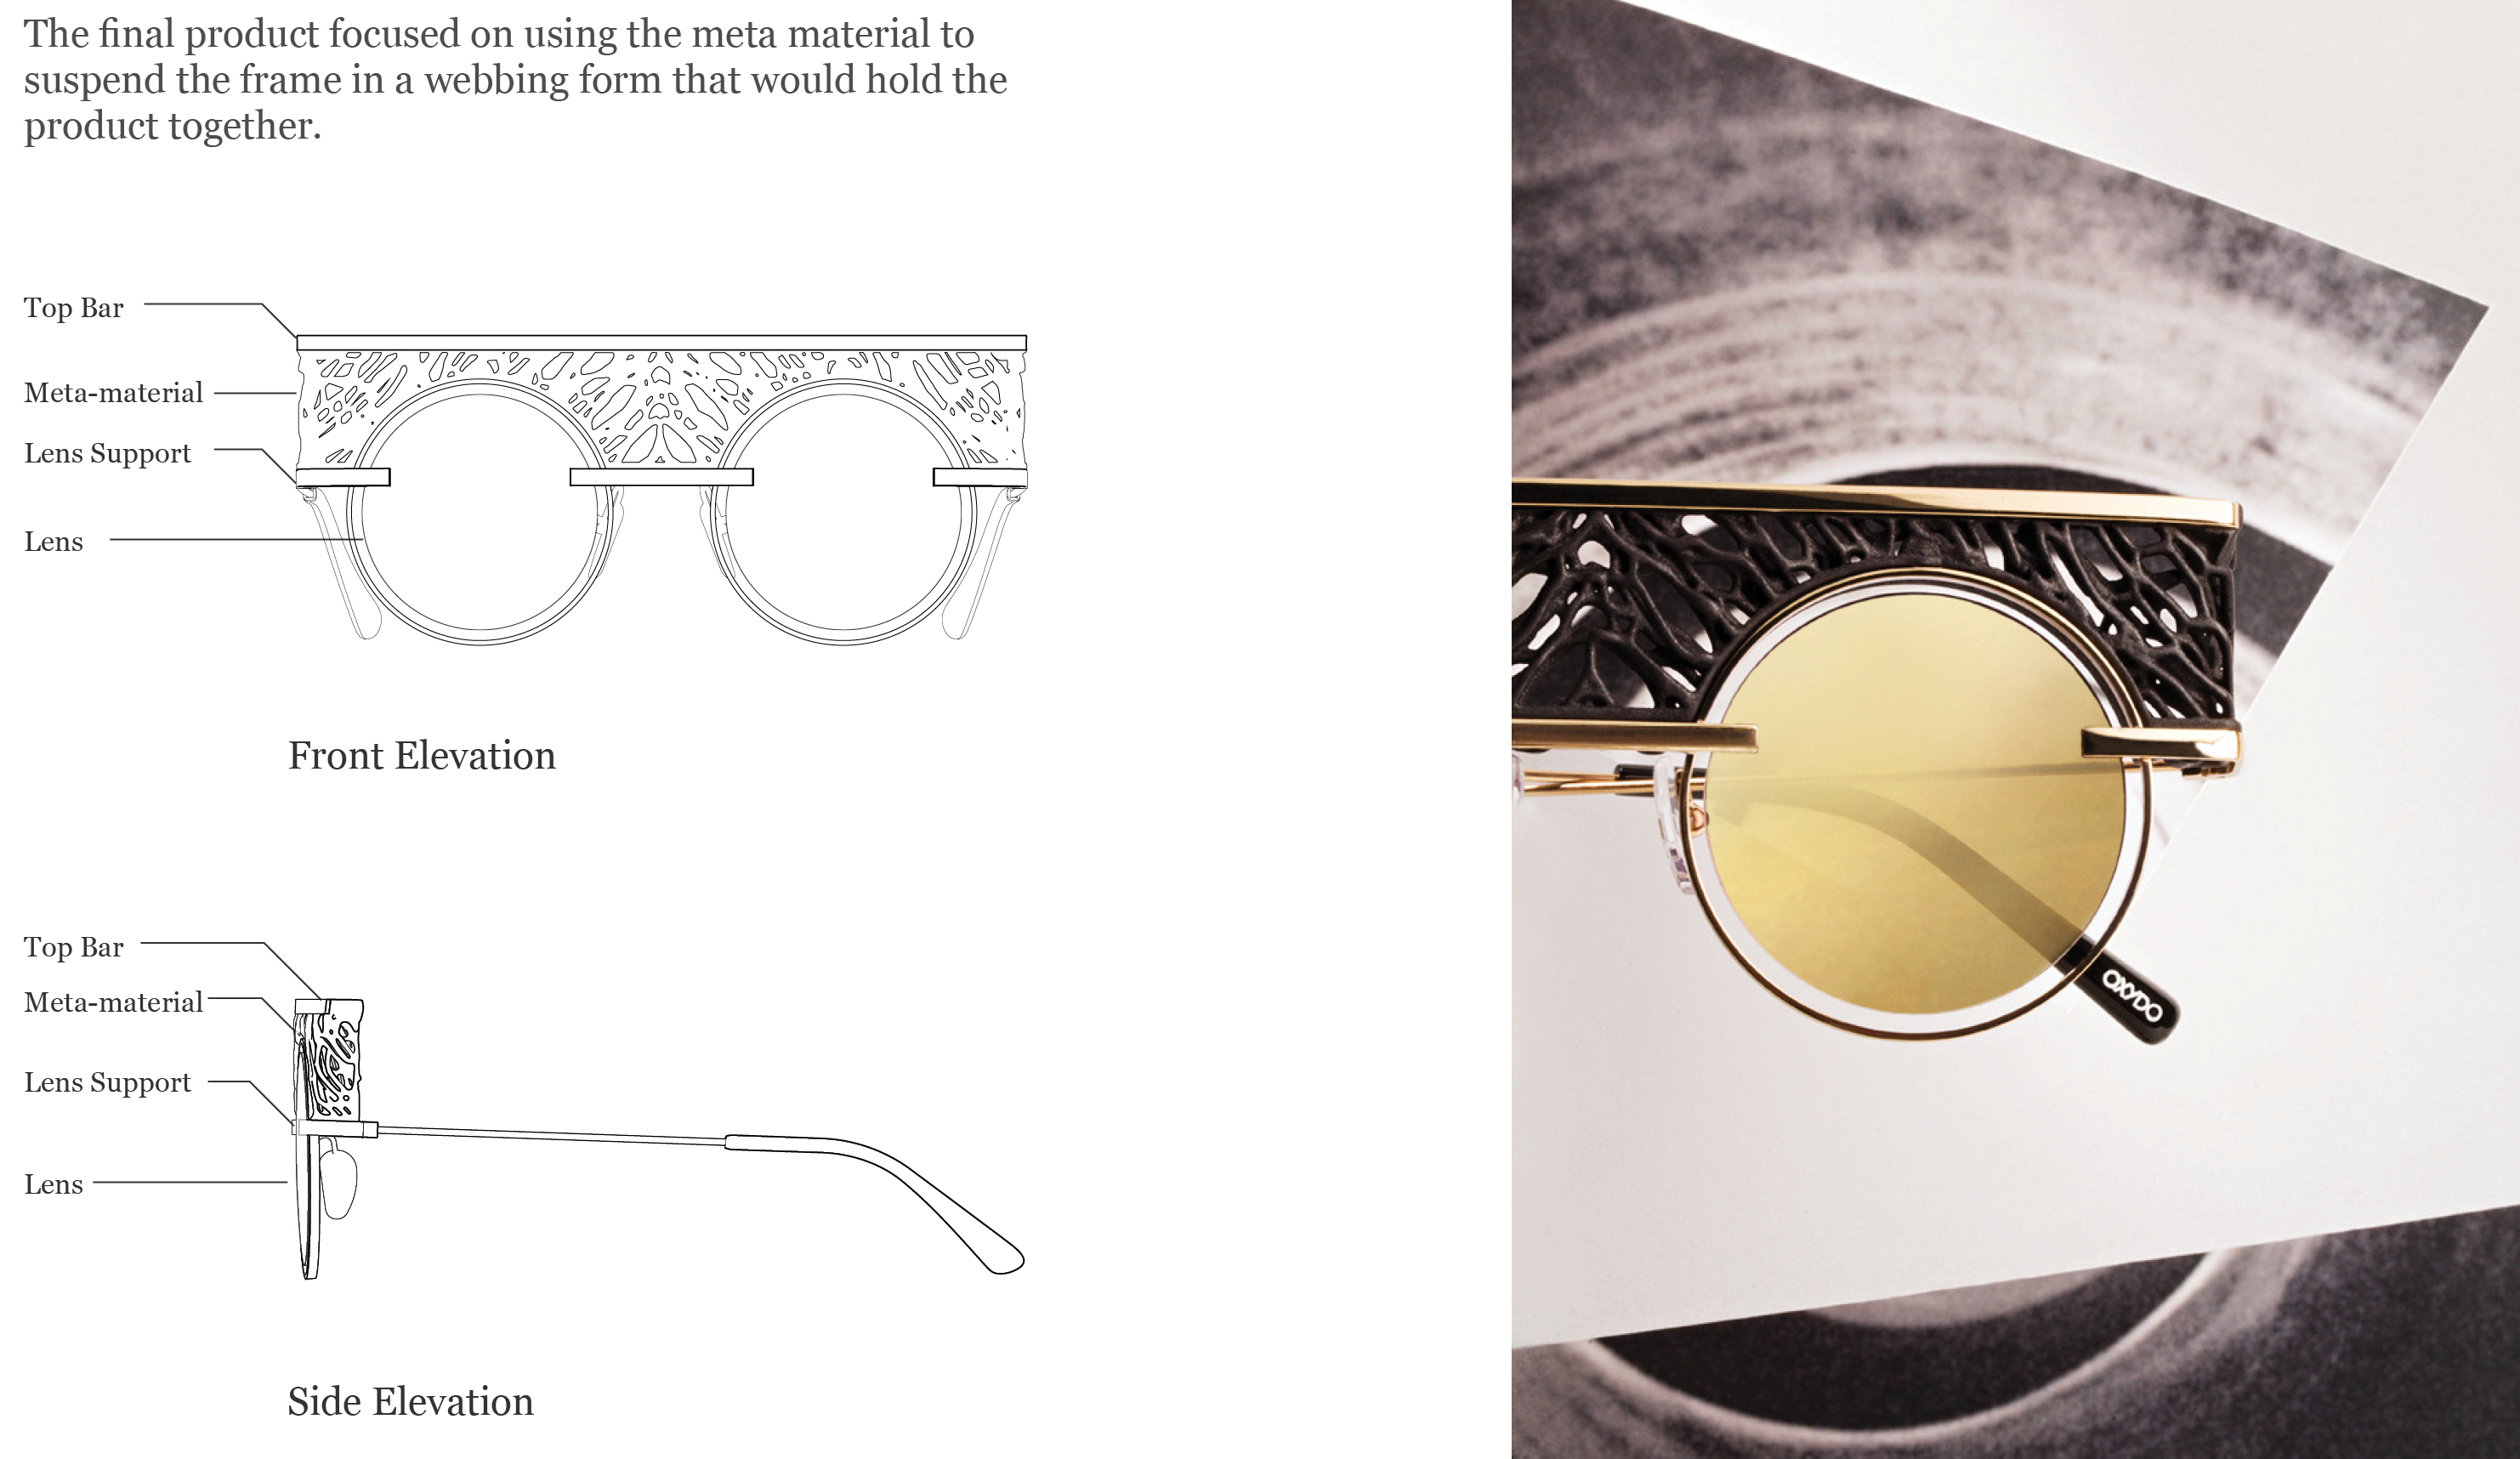 The final product focused on using the meta material to
suspend the frame in a webbing form that would hold the
product together.
Top Bar
Meta-material
Lens Support
Lens
Front Elevation
Top Bar
Meta-material
Lens Support
Lens
Side Elevation
OXYDO